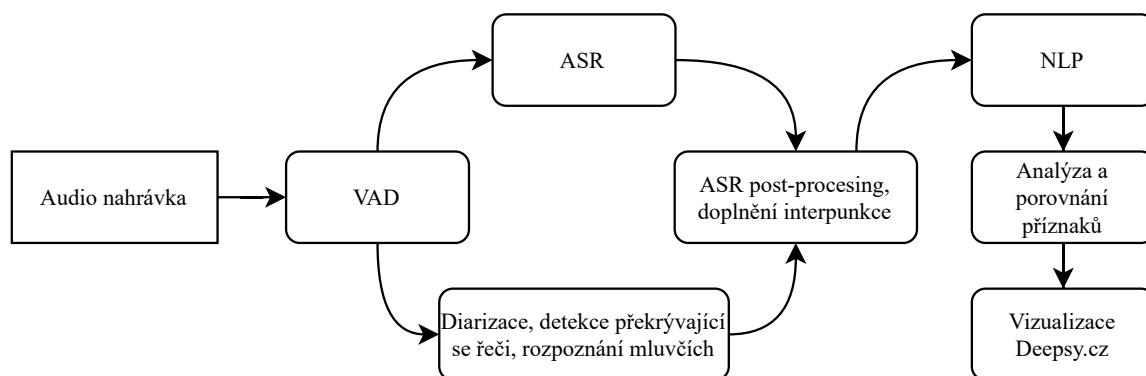 Audio nahrávka
VAD
ASR
Diarizace, detekce překrývající
se řeči, rozpoznání mluvčích
ASR post-procesing,
doplnění interpunkce
NLP
Analýza a
porovnání
příznaků
Vizualizace
Deepsy.cz